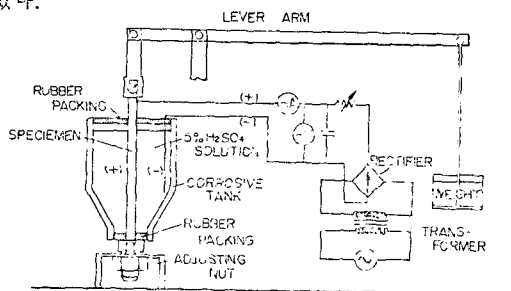 LEVER ARM
RUBBER
PACKING
(+)
(-)
SPECIEMEN
5%H2SO4
SOLUTION
(+)
(-)
RECTIFIER
CORROSIVE
TANK
WEIGHT
RUBBER
PACKING
TRANS-
FORMER
ADJUSTING
NUT